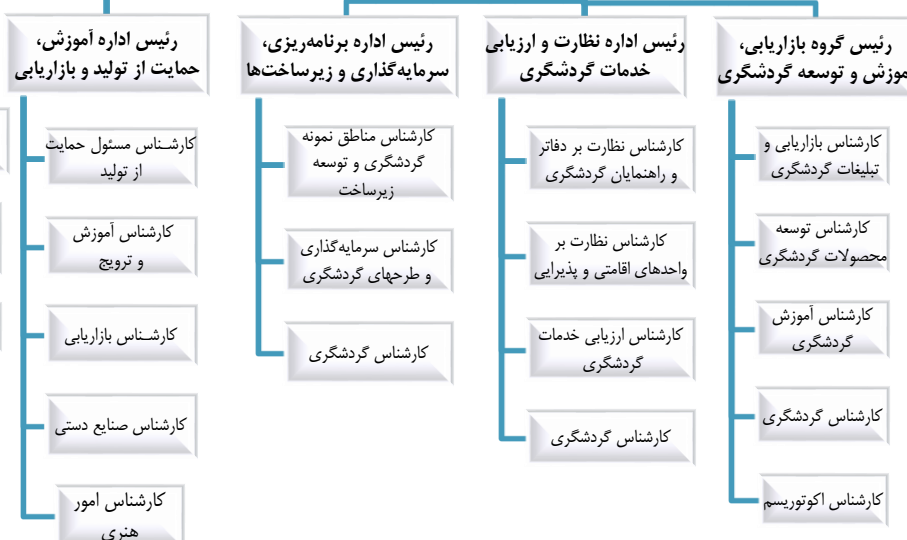 رئیس گروه بازاریابی،
موزش و توسعه گردشگری
کارشناس بازاریابی و
تبلیغات گردشگری
کارشناس توسعه
محصولات گردشگری
کارشناس آموزش
گردشگری
کارشناس گردشگری
کارشناس اکوتوریسم
رئیس اداره نظارت و ارزیابی
خدمات گردشگری
کارشناس نظارت بر دفاتر
و راهنمایان گردشگری
کارشناس نظارت بر
واحدهای اقامتی و پذیرایی
کارشناس ارزیابی خدمات
گردشگری
کارشناس گردشگری
رئیس اداره برنامه‌ریزی،
سرمایه‌گذاری و زیرساخت‌ها
کارشناس مناطق نمونه
گردشگری و توسعه
زیرساخت
کارشناس سرمایه‌گذاری
و طرحهای گردشگری
کارشناس گردشگری
رئیس اداره آموزش،
حمایت از تولید و بازاریابی
کارشناس مسئول حمایت
از تولید
کارشناس آموزش
و ترویج
کارشناس بازاریابی
کارشناس صنایع دستی
کارشناس امور
هنری